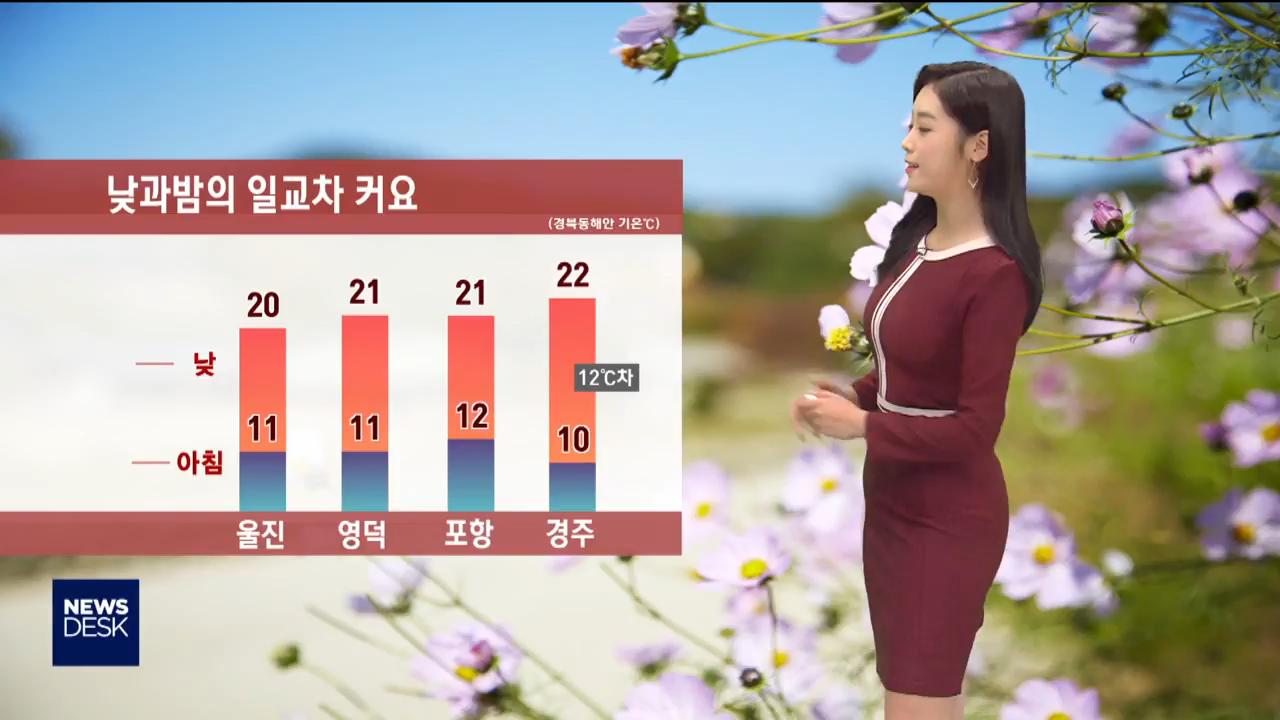 낮과밤의 일교차 커요
(경북동해안 기온℃)
20 21 21 22
낮
12℃차
11 11 12 10
아침
울진 영덕 포항 경주
NEWS
DESK